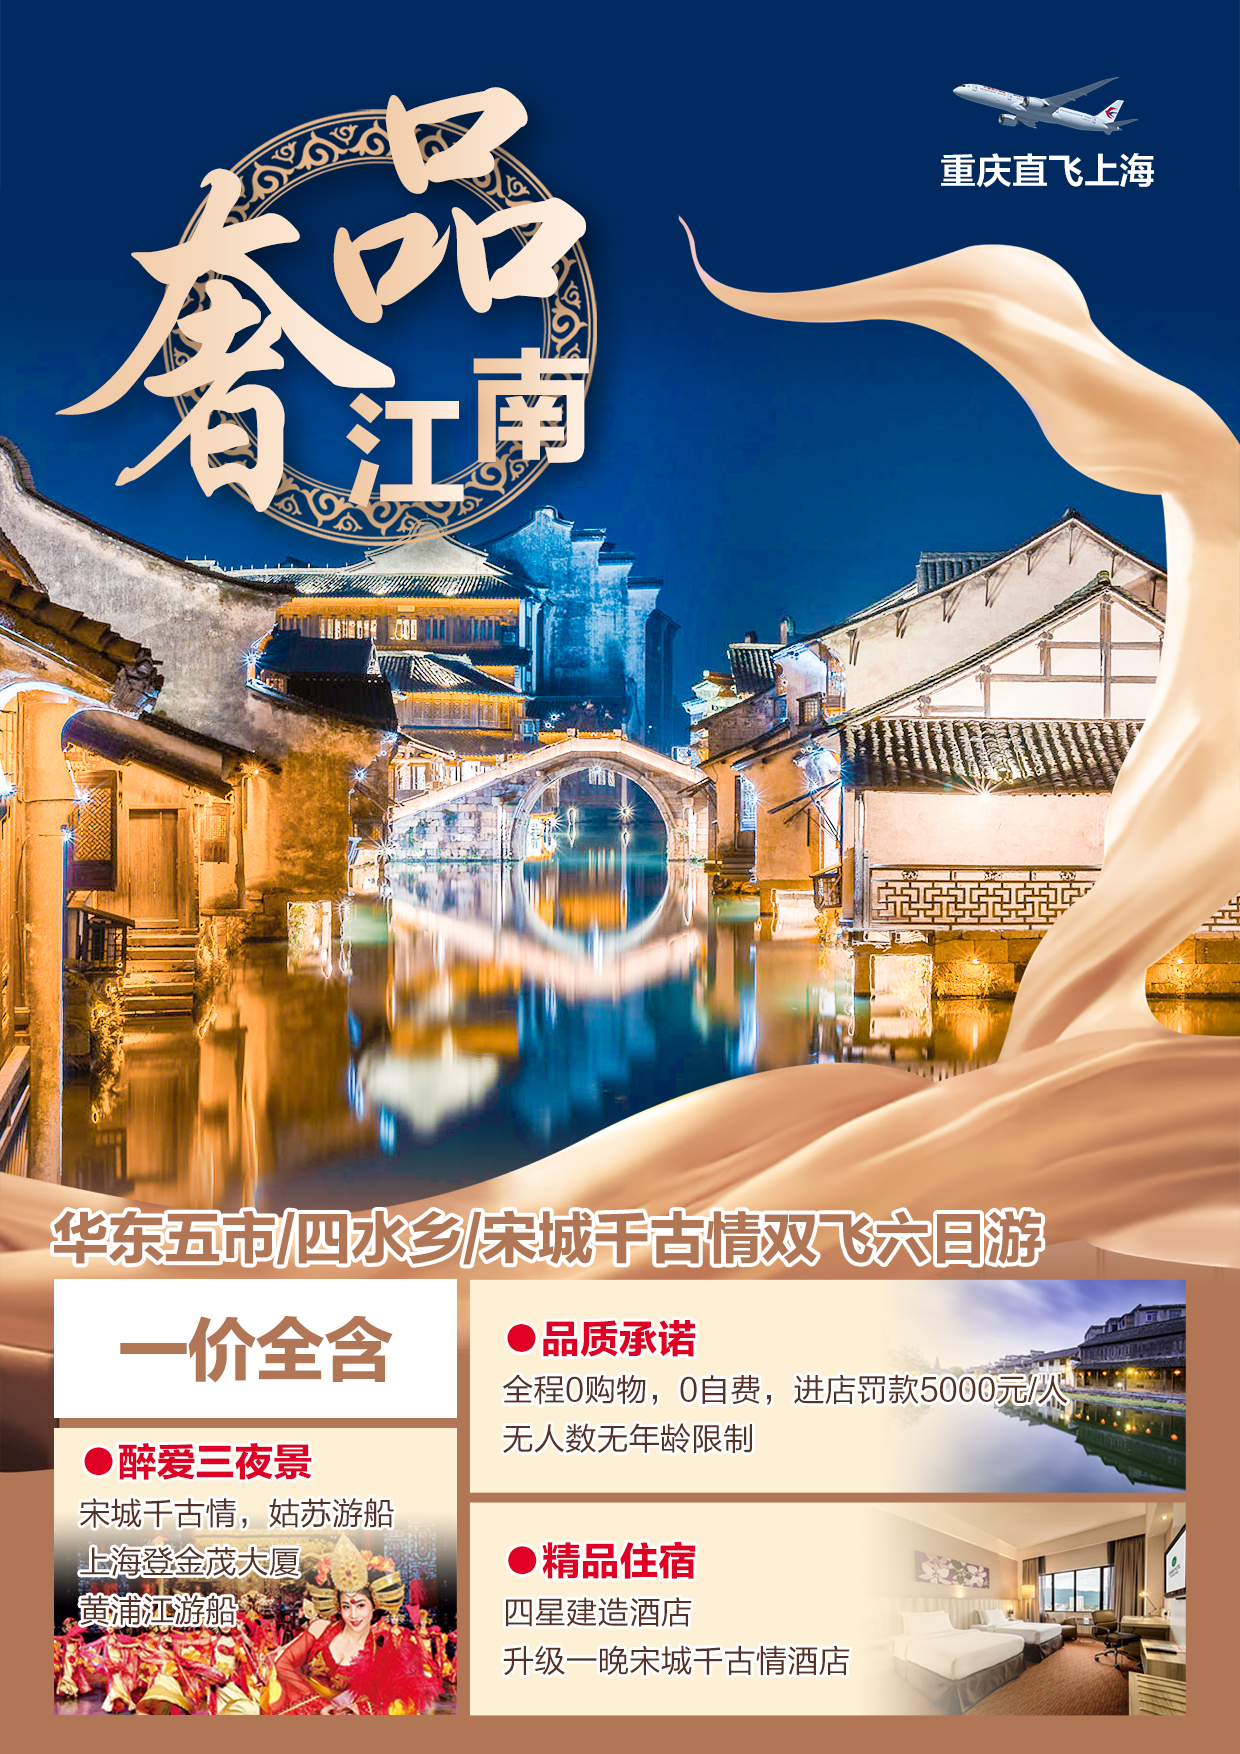 奢品
江南
重庆直飞上海
华东五市/四水乡/宋城千古情双飞六日游
一价全含
●品质承诺
全程0购物，0自费，进店罚款5000元/人
无人数无年龄限制
●醉爱三夜景
宋城千古情，姑苏游船
上海登金茂大厦
黄浦江游船
●精品住宿
四星建造酒店
升级一晚宋城千古情酒店